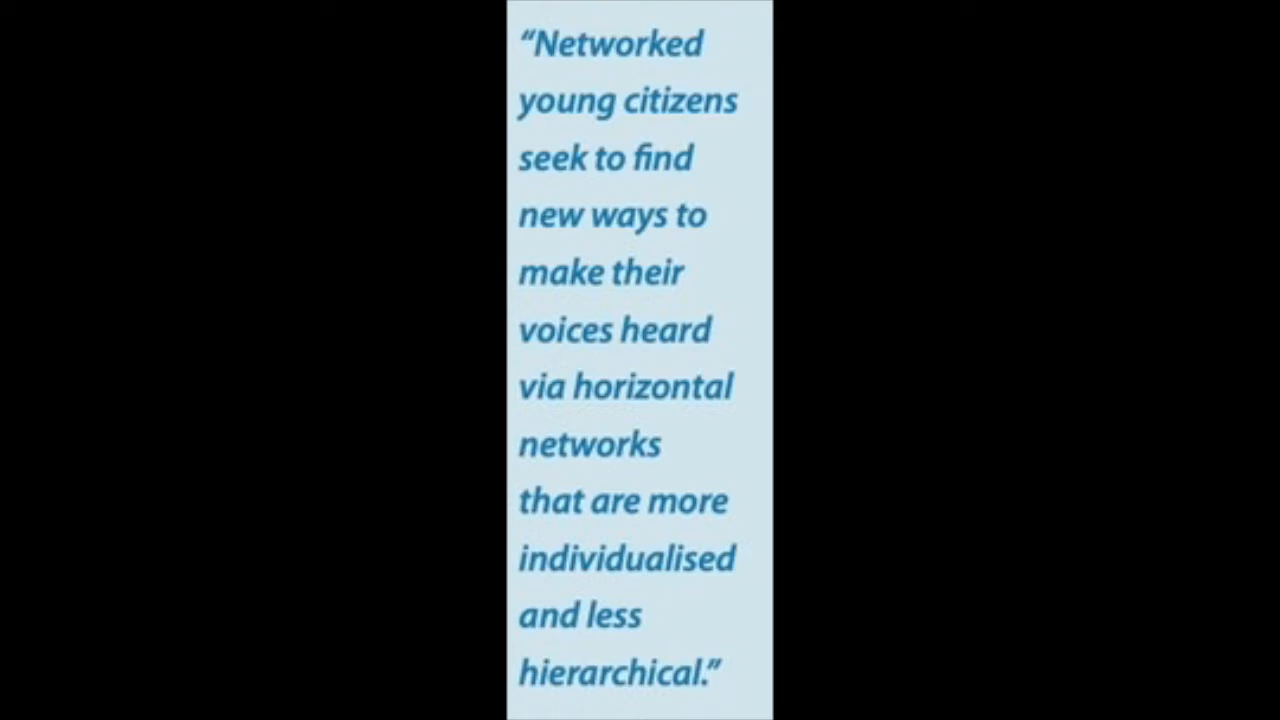 “Networked
young citizens
seek to find
new ways to
make their
voices heard
via horizontal
networks
that are more
individualised
and less
hierarchical.”